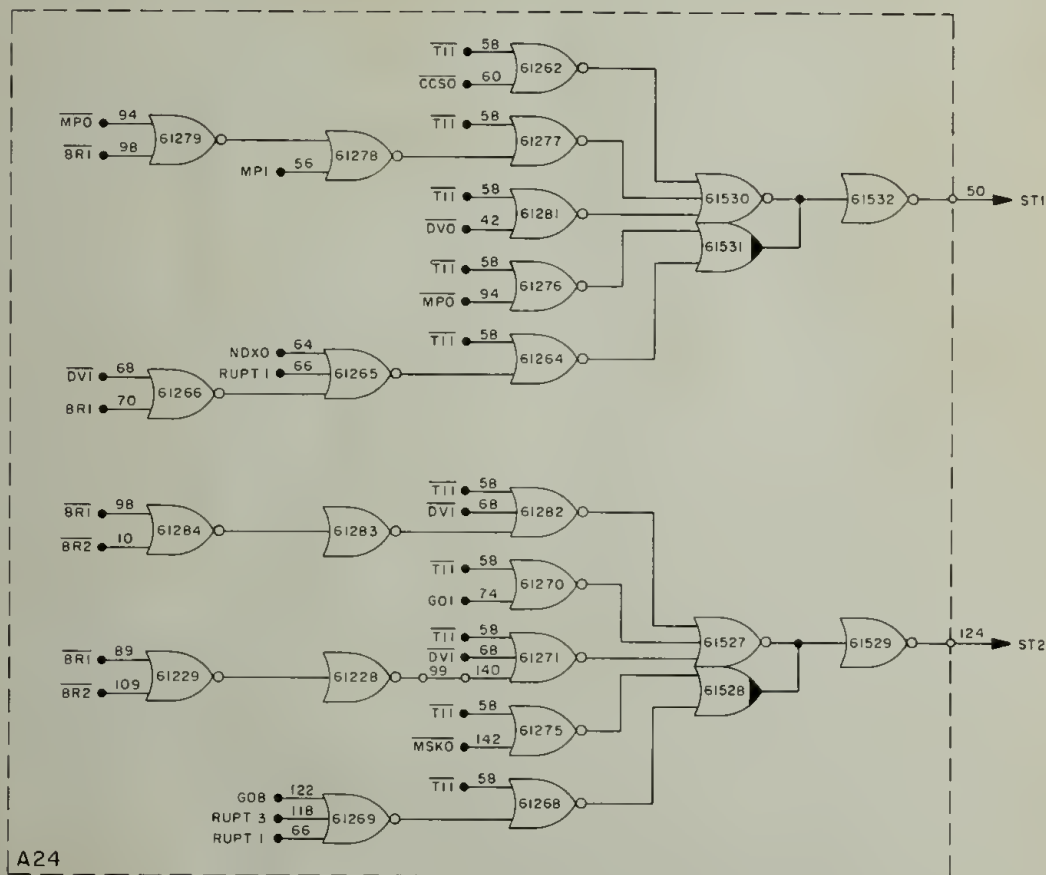 T11 58
61262
CCS0 60
MP0 94
61279
BR1 98
MP1 56
61278
T11 58
61277
T11 58
61281
DV0 42
61530
61531
61532
50 ST1
T11 58
61276
MP0 94
T11 58
61264
NDX0 64
RUPT 1 66
61265
DV1 68
61266
BR1 70
BR1 98
61284
BR2 10
61283
T11 58
DV1 68
61282
T11 58
61270
G01 74
61527
61528
61529
124 ST2
BR1 89
61229
BR2 109
61228
99
T11 58
DV1 68
140
61271
T11 58
61275
MSK0 142
T11 58
61268
G08 122
RUPT 3 118
RUPT 1 66
61269
A24